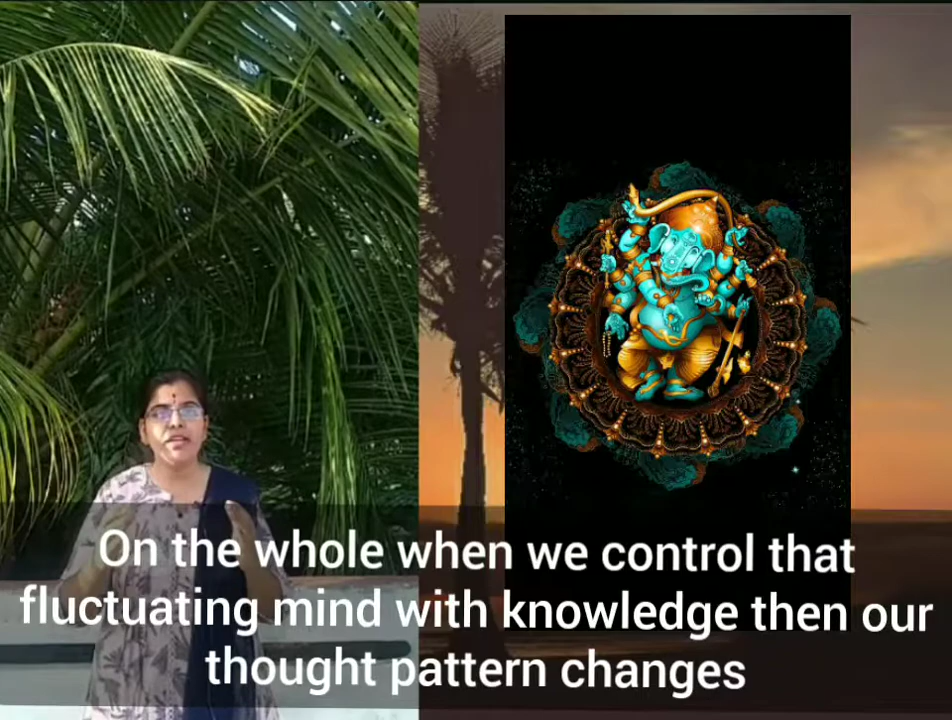 On the whole when we control that
fluctuating mind with knowledge then our
thought pattern changes